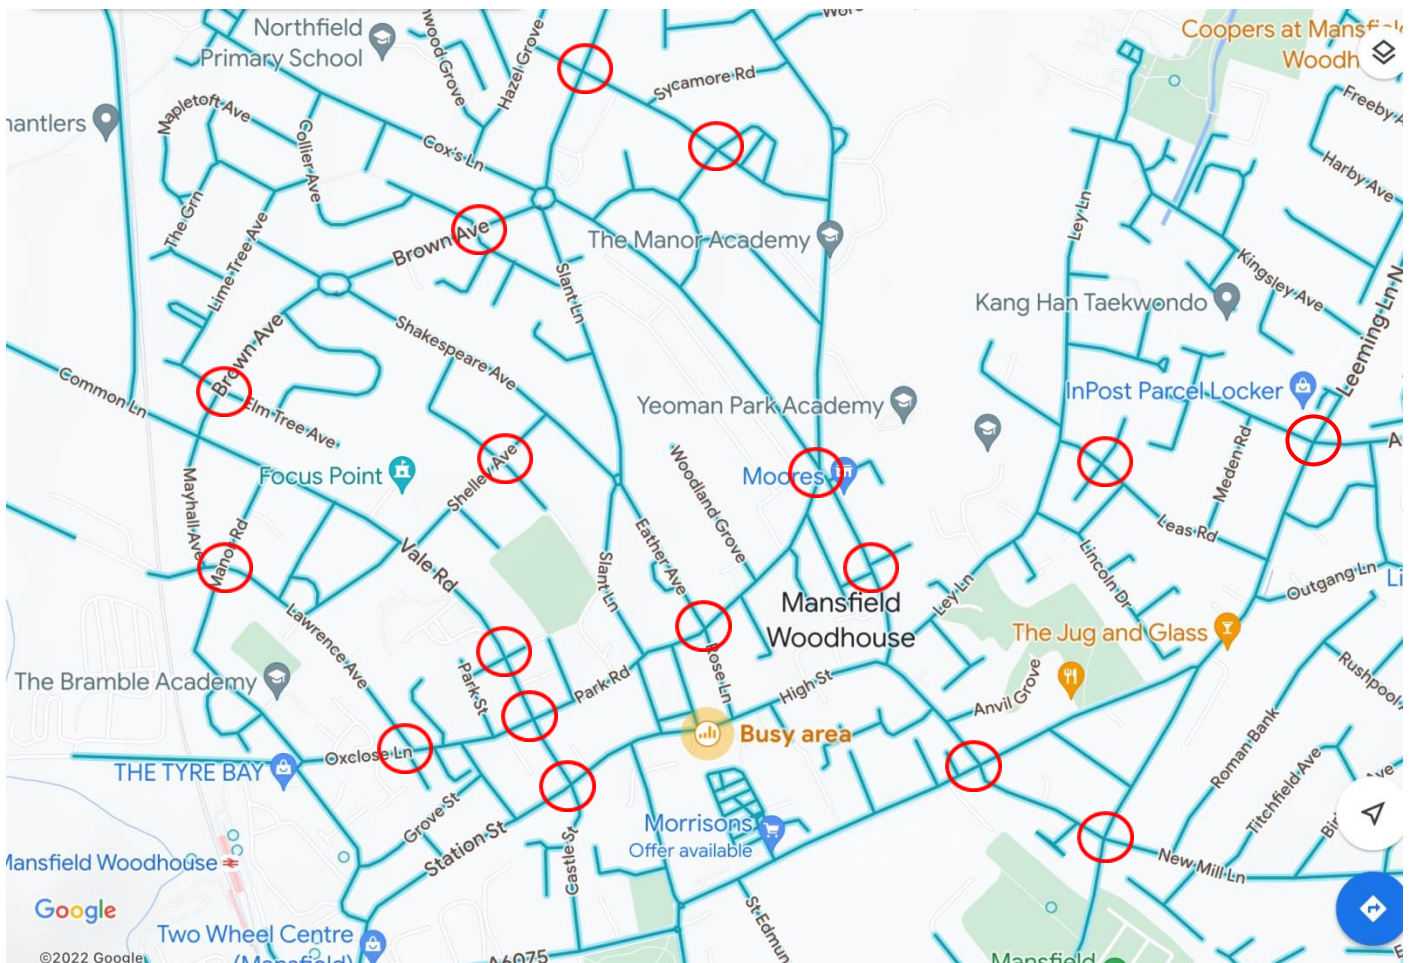 Northfield
Primary School
Hazel Grove
Sycamore Rd
Coopers at
Mapletoft Ave
Collier Ave
Cox's Ln
Freeby
Harby Ave
The Grn
Lime Tree Ave
Brown Ave
Slant Ln
The Manor Academy
Ley Ln
Kingsley Ave
Kang Han Taekwondo
Leeming Ln N
Shakespeare Ave
Brown Ave
Common Ln
Elm Tree Ave
Yeoman Park Academy
InPost Parcel Locker
Focus Point
Shelley Ave
Woodland Grove
Moores
Meden Rd
Mayhall Ave
Manor Rd
Vale Rd
Eather Ave
Slant Ln
Leas Rd
Lincoln Dr
Outgang Ln
Mansfield
Woodhouse
Ley Ln
The Jug and Glass
Lawrence Ave
The Bramble Academy
Park St
Park Rd
Rose Ln
High St
Anvil Grove
Roman Bank
Busy area
Oxclose Ln
THE TYRE BAY
Titchfield Ave
Grove St
Station St
Castle St
Morrisons
Offer available
New Mill Ln
Mansfield Woodhouse
Google
Two Wheel Centre
(Mansfield)
A6075
Mansfield
©2022 Google